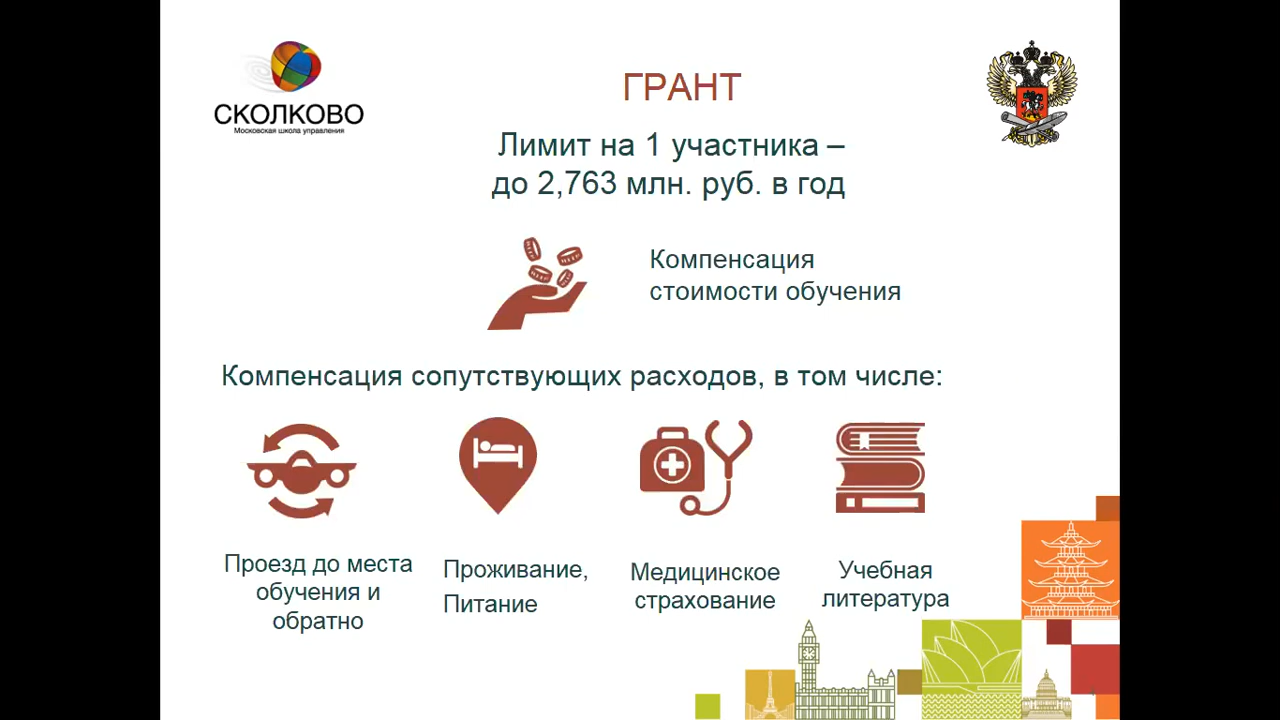 СКОЛКОВО
Московская школа управления
ГРАНТ
Лимит на 1 участника –
до 2,763 млн. руб. в год
Компенсация
стоимости обучения
Компенсация сопутствующих расходов, в том числе:
Проезд до места
обучения и
обратно
Проживание,
Питание
Медицинское
страхование
Учебная
литература